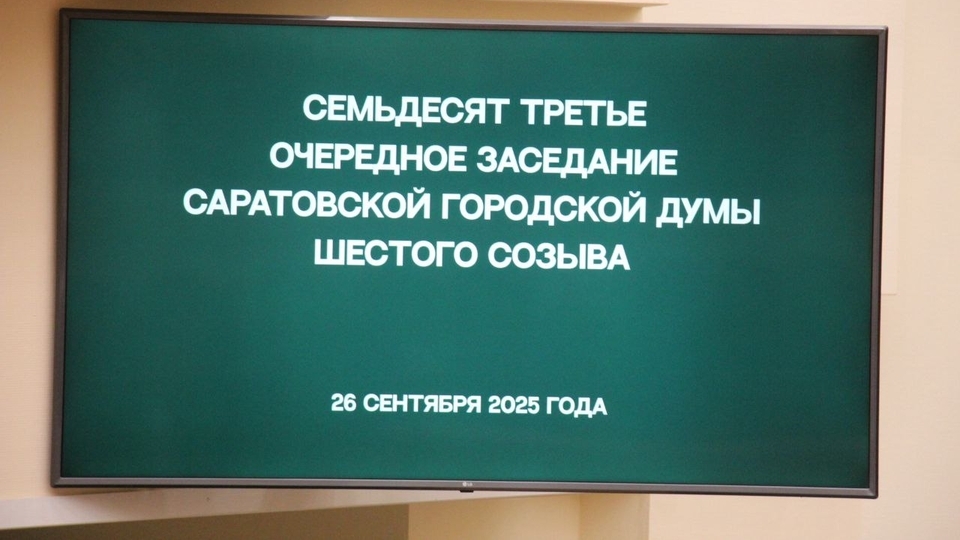 СЕМЬДЕСЯТ ТРЕТЬЕ
ОЧЕРЕДНОЕ ЗАСЕДАНИЕ
САРАТОВСКОЙ ГОРОДСКОЙ ДУМЫ
ШЕСТОГО СОЗЫВА
26 СЕНТЯБРЯ 2025 ГОДА
LG